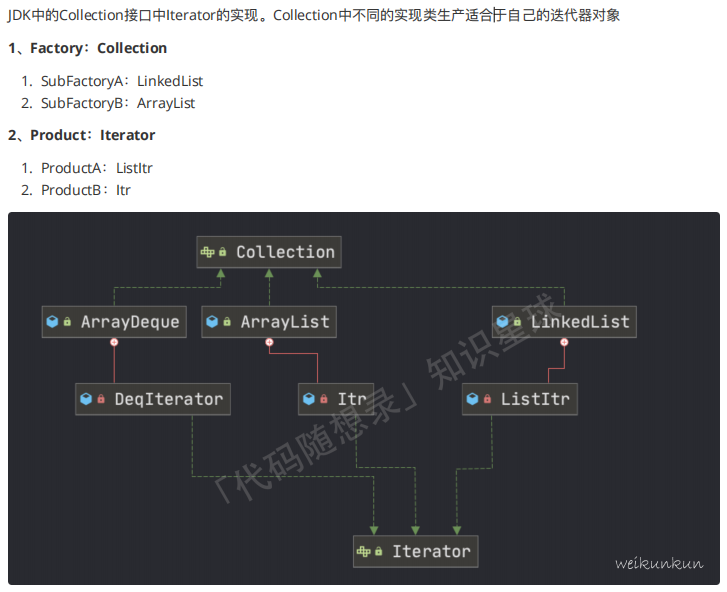 JDK中的Collection接口中Iterator的实现。Collection中不同的实现类生产适合于自己的迭代器对象
1、Factory：Collection
1. SubFactoryA：LinkedList
2. SubFactoryB：ArrayList
2、Product：Iterator
1. ProductA：ListItr
2. ProductB：Itr
Collection
ArrayDeque
ArrayList
LinkedList
DeqIterator
Itr
ListItr
「代码随想录」知识星球
Iterator
weikunkun